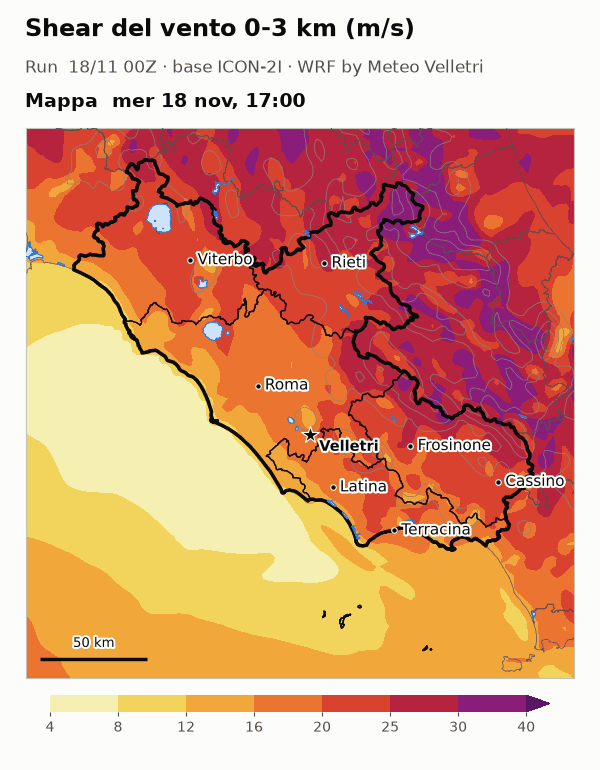 Shear del vento 0-3 km (m/s)
Run  18/11 00Z · base ICON-2I · WRF by Meteo Velletri
Mappa  mer 18 nov, 17:00
Viterbo
Rieti
Roma
Velletri
Frosinone
Cassino
Latina
Terracina
50 km
4 8 12 16 20 25 30 40